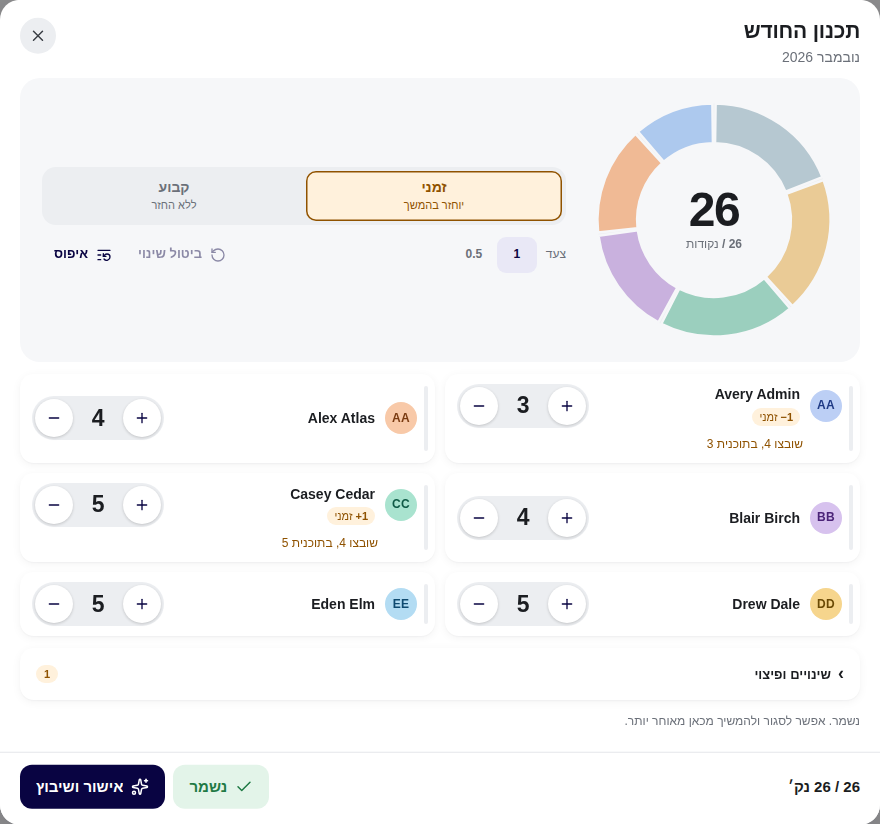 תכנון החודש
נובמבר 2026
26
26 / נקודות
זמני
יוחזר בהמשך
קבוע
ללא החזר
צעד
1
0.5
ביטול שינוי
איפוס
AA
Avery Admin
−1 זמני
שובצו 4, בתוכנית 3
+
3
−
AA
Alex Atlas
+
4
−
BB
Blair Birch
+
4
−
CC
Casey Cedar
+1 זמני
שובצו 4, בתוכנית 5
+
5
−
DD
Drew Dale
+
5
−
EE
Eden Elm
+
5
−
‹ שינויים ופיצוי
1
נשמר. אפשר לסגור ולהמשיך מכאן מאוחר יותר.
26 / 26 נק׳
נשמר
אישור ושיבוץ